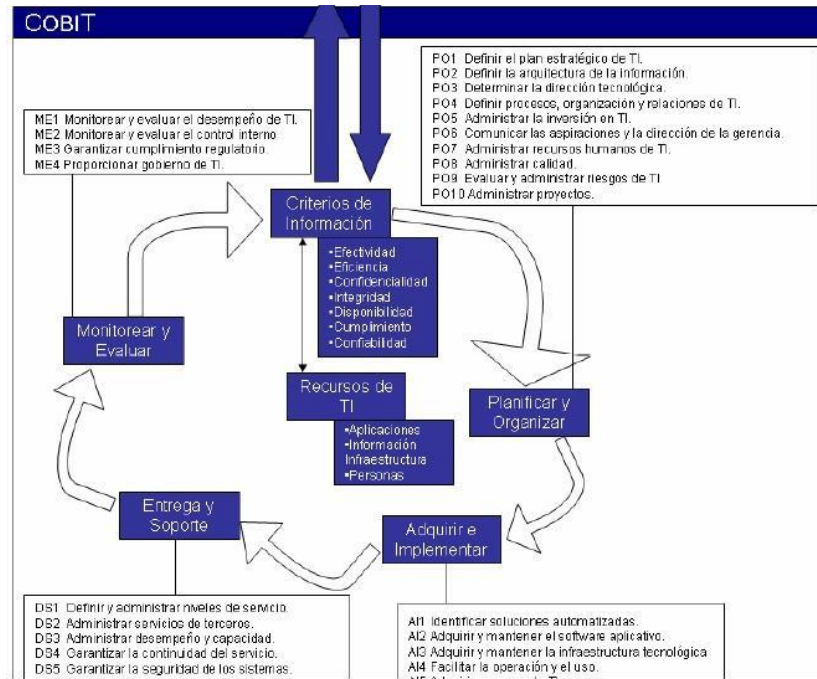 COBIT
PO1 Definir el plan estratégico de TI.
PO2 Definir la arquitectura de la información.
PO3 Determinar la dirección tecnológica.
PO4 Definir procesos, organización y relaciones de TI.
PO5 Administrar la inversión en TI.
PO6 Comunicar las aspiraciones y la dirección de la gerencia.
PO7 Administrar recursos humanos de TI.
PO8 Administrar calidad.
PO9 Evaluar y administrar riesgos de TI
PO10 Administrar proyectos.
ME1 Monitorear y evaluar el desempeño de TI.
ME2 Monitorear y evaluar el control interno
ME3 Garantizar cumplimiento regulatorio.
ME4 Proporcionar gobierno de TI.
Criterios de
Información
•Efectividad
•Eficiencia
•Confidencialidad
•Integridad
•Disponibilidad
•Cumplimiento
•Confiabilidad
Monitorear y
Evaluar
Recursos de
TI
•Aplicaciones
•Información
Infraestructura
•Personas
Planificar y
Organizar
Entrega y
Soporte
Adquirir e
Implementar
DS1 Definir y administrar niveles de servicio.
DS2 Administrar servicios de terceros.
DS3 Administrar desempeño y capacidad.
DS4 Garantizar la continuidad del servicio.
DS5 Garantizar la seguridad de los sistemas.
AI1 Identificar soluciones automatizadas.
AI2 Adquirir y mantener el software aplicativo.
AI3 Adquirir y mantener la infraestructura tecnológica
AI4 Facilitar la operación y el uso.